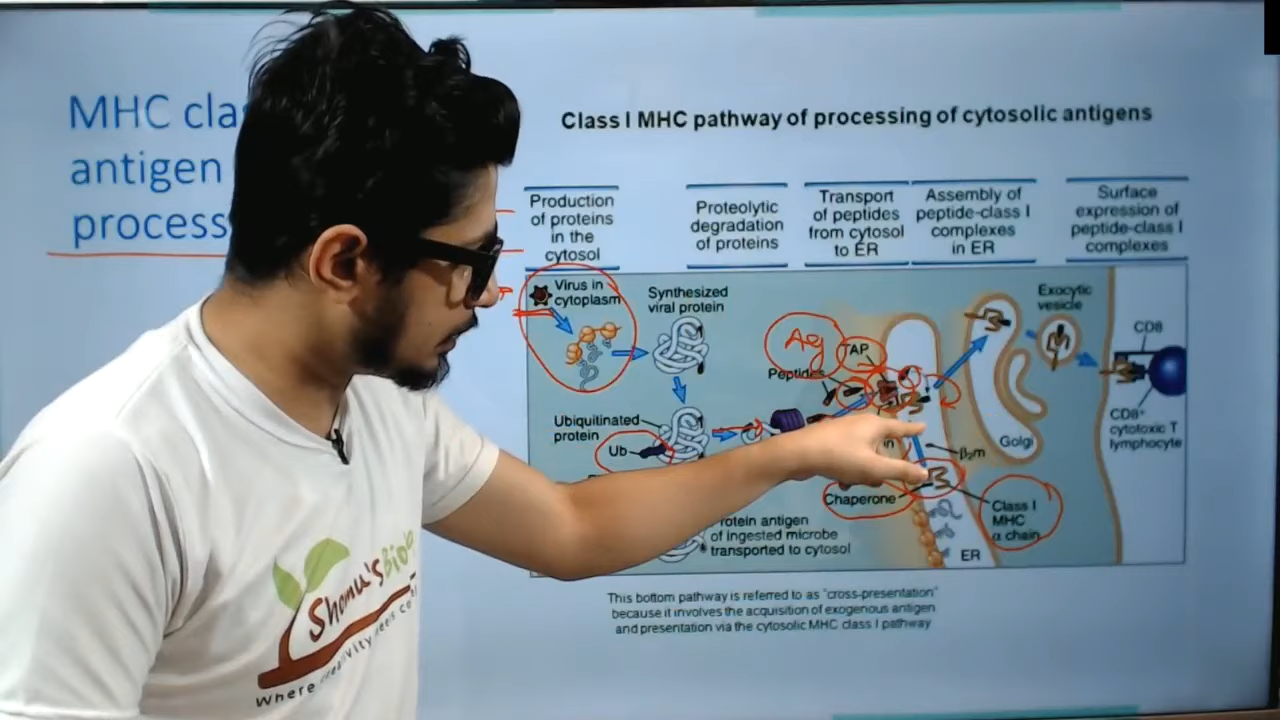 MHC
antigen
Class I MHC pathway of processing of cytosolic antigens
Production
of proteins
in the
cytosol
Proteolytic
degradation
of proteins
Transport
of peptides
from cytosol
to ER
Assembly of
peptide-class I
complexes
in ER
Surface
expression of
peptide-class I
complexes
Virus in
cytoplasm
Synthesized
viral protein
Ag
TAP
Peptides
Exocytic
vesicle
CD8
Ubiquitinated
protein
Ub
Golgi
β2m
CD8+
cytotoxic T
lymphocyte
Chaperone
Class I
MHC
α chain
ER
antigen
of ingested microbe
transported to cytosol
This bottom pathway is referred to as "cross-presentation"
because it involves the acquisition of exogenous antigen
and presentation via the cytosolic MHC class I pathway
Shomu's Bio
Where